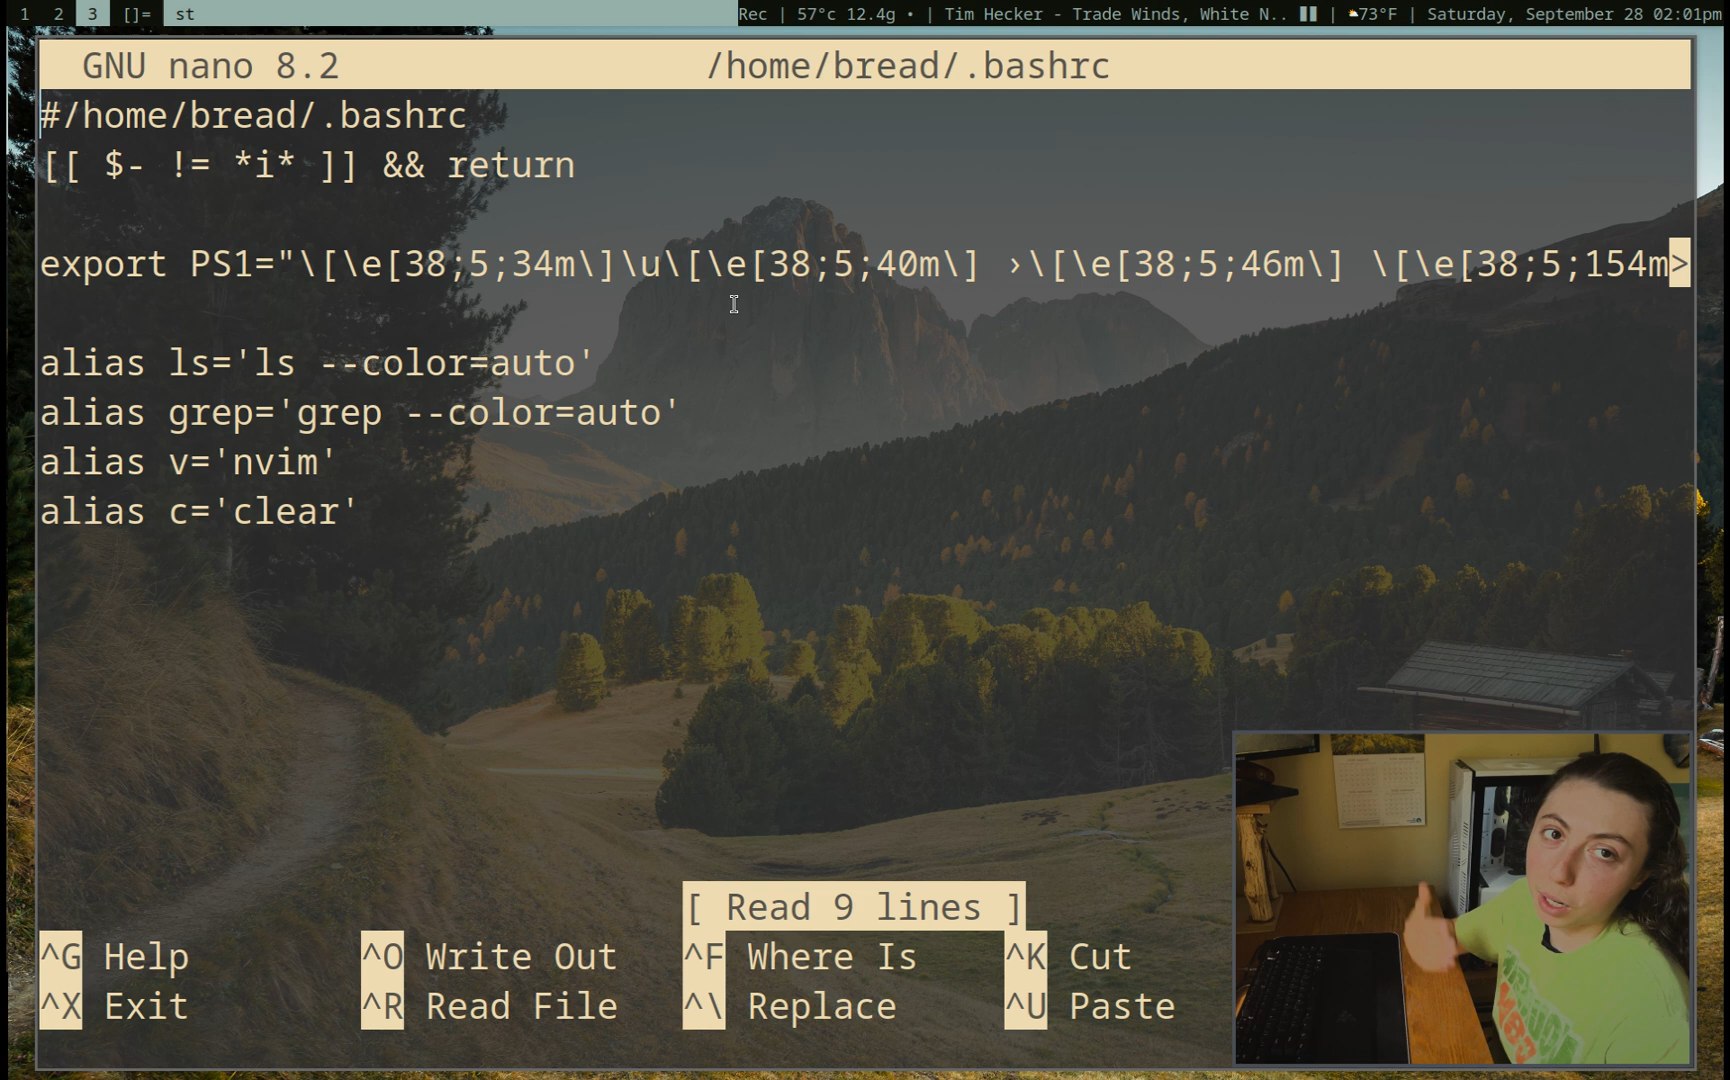 1 2 3 []= st Rec | 57°c 12.4g • | Tim Hecker - Trade Winds, White N.. ▮▮ | ⛅73°F | Saturday, September 28 02:01pm
GNU nano 8.2 /home/bread/.bashrc
#/home/bread/.bashrc
[[ $- != *i* ]] && return
export PS1="\[\e[38;5;34m\]\u\[\e[38;5;40m\] ›\[\e[38;5;46m\] \[\e[38;5;154m>
alias ls='ls --color=auto'
alias grep='grep --color=auto'
alias v='nvim'
alias c='clear'
[ Read 9 lines ]
^G Help ^O Write Out ^F Where Is ^K Cut
^X Exit ^R Read File ^\ Replace ^U Paste